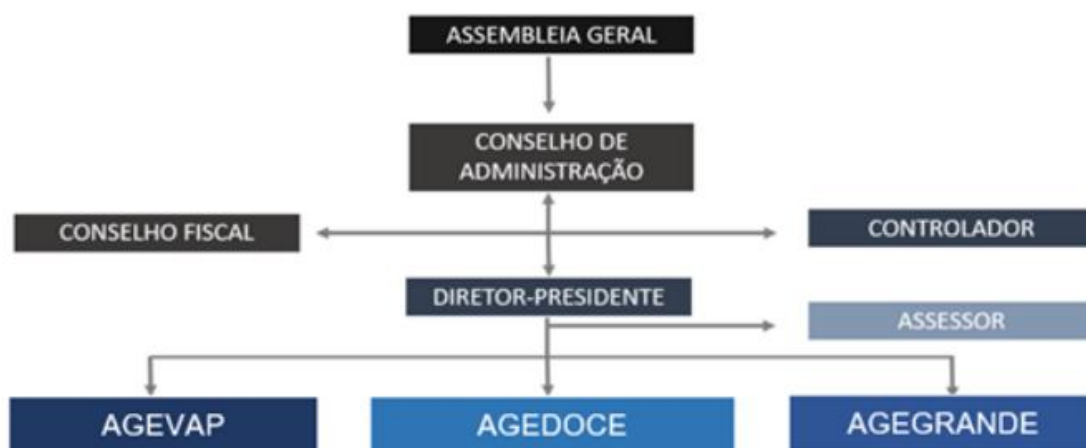 ASSEMBLEIA GERAL
CONSELHO DE
ADMINISTRAÇÃO
CONSELHO FISCAL
CONTROLADOR
DIRETOR-PRESIDENTE
ASSESSOR
AGEVAP
AGEDOCE
AGEGRANDE